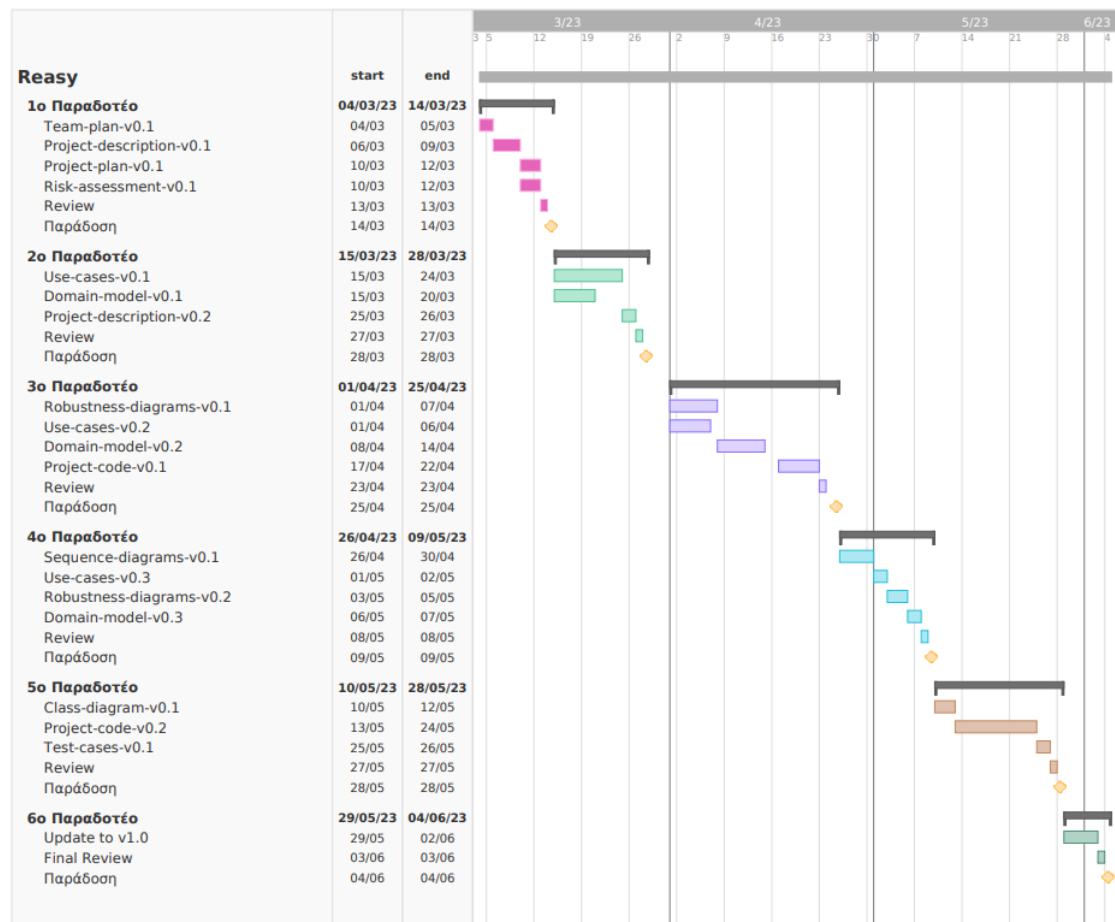 3/23 4/23 5/23 6/23
3 5 12 19 26 2 9 16 23 30 7 14 21 28 4
Reasy start end
1ο Παραδοτέο 04/03/23 14/03/23
Team-plan-v0.1 04/03 05/03
Project-description-v0.1 06/03 09/03
Project-plan-v0.1 10/03 12/03
Risk-assessment-v0.1 10/03 12/03
Review 13/03 13/03
Παράδοση 14/03 14/03
2ο Παραδοτέο 15/03/23 28/03/23
Use-cases-v0.1 15/03 24/03
Domain-model-v0.1 15/03 20/03
Project-description-v0.2 25/03 26/03
Review 27/03 27/03
Παράδοση 28/03 28/03
3ο Παραδοτέο 01/04/23 25/04/23
Robustness-diagrams-v0.1 01/04 07/04
Use-cases-v0.2 01/04 06/04
Domain-model-v0.2 08/04 14/04
Project-code-v0.1 17/04 22/04
Review 23/04 23/04
Παράδοση 25/04 25/04
4ο Παραδοτέο 26/04/23 09/05/23
Sequence-diagrams-v0.1 26/04 30/04
Use-cases-v0.3 01/05 02/05
Robustness-diagrams-v0.2 03/05 05/05
Domain-model-v0.3 06/05 07/05
Review 08/05 08/05
Παράδοση 09/05 09/05
5ο Παραδοτέο 10/05/23 28/05/23
Class-diagram-v0.1 10/05 12/05
Project-code-v0.2 13/05 24/05
Test-cases-v0.1 25/05 26/05
Review 27/05 27/05
Παράδοση 28/05 28/05
6ο Παραδοτέο 29/05/23 04/06/23
Update to v1.0 29/05 02/06
Final Review 03/06 03/06
Παράδοση 04/06 04/06